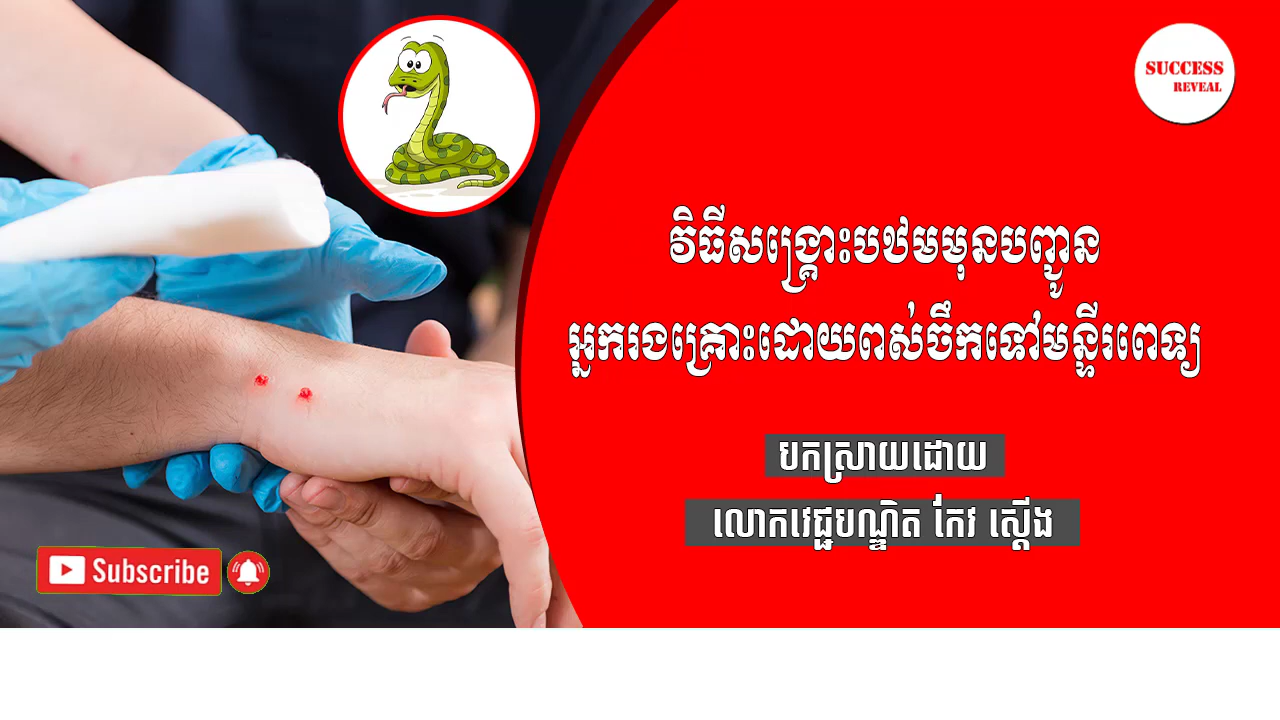 SUCCESS
REVEAL
វិធីសង្គ្រោះបឋមមុនបញ្ជូន
អ្នករងគ្រោះដោយពស់ចឹកទៅមន្ទីរពេទ្យ
បកស្រាយដោយ
លោកវេជ្ជបណ្ឌិត កែវ ស្តើង
Subscribe